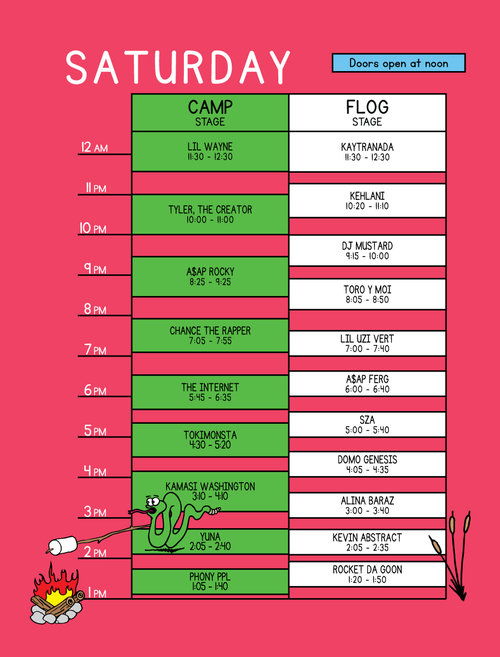 SATURDAY
Doors open at noon
CAMP
STAGE
FLOG
STAGE
12 AM
LIL WAYNE
11:30 - 12:30
KAYTRANADA
11:30 - 12:30
11 PM
KEHLANI
10:20 - 11:10
TYLER, THE CREATOR
10:00 - 11:00
10 PM
DJ MUSTARD
9:15 - 10:00
9 PM
A$AP ROCKY
8:25 - 9:25
TORO Y MOI
8:05 - 8:50
8 PM
CHANCE THE RAPPER
7:05 - 7:55
LIL UZI VERT
7:00 - 7:40
7 PM
A$AP FERG
6:00 - 6:40
6 PM
THE INTERNET
5:45 - 6:35
SZA
5:00 - 5:40
5 PM
TOKIMONSTA
4:30 - 5:20
DOMO GENESIS
4:05 - 4:35
4 PM
KAMASI WASHINGTON
3:10 - 4:10
ALINA BARAZ
3:00 - 3:40
3 PM
YUNA
2:05 - 2:40
KEVIN ABSTRACT
2:05 - 2:35
2 PM
ROCKET DA GOON
1:20 - 1:50
PHONY PPL
1:05 - 1:40
1 PM